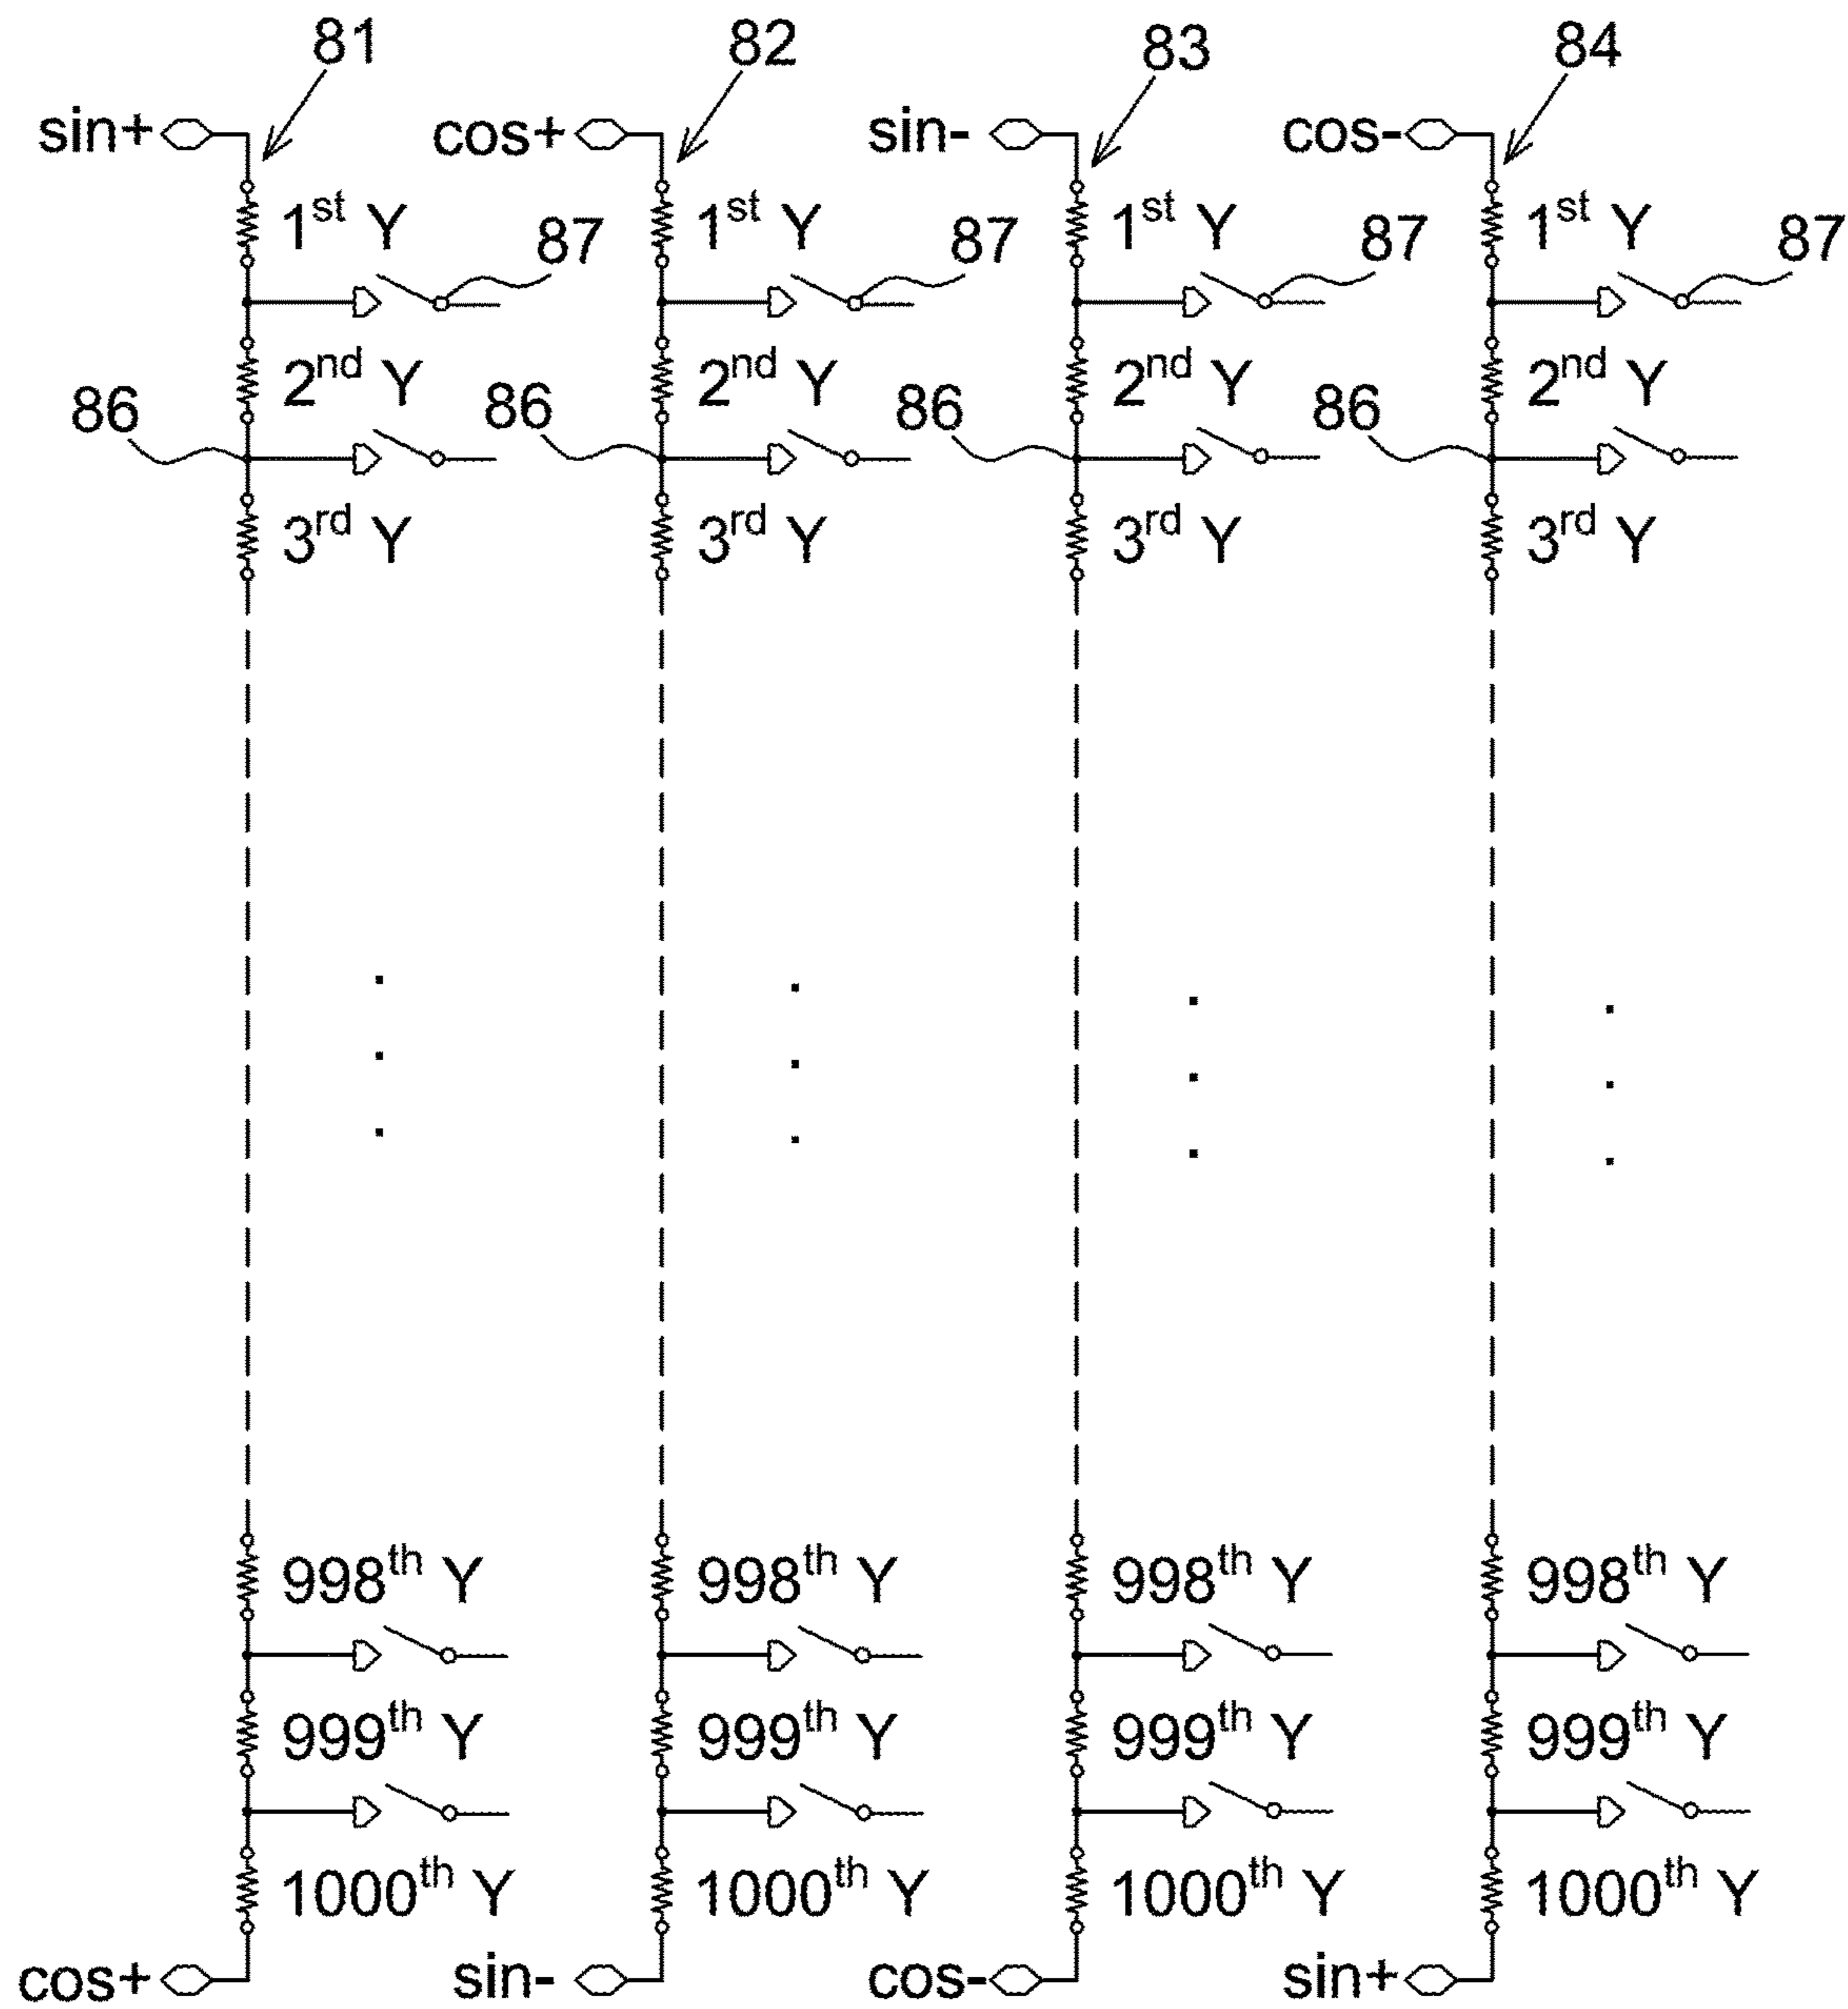 81 82 83 84
sin+ cos+ sin- cos-
1st Y 1st Y 1st Y 1st Y
87 87 87 87
2nd Y 2nd Y 2nd Y 2nd Y
86 86 86 86
3rd Y 3rd Y 3rd Y 3rd Y
998th Y 998th Y 998th Y 998th Y
999th Y 999th Y 999th Y 999th Y
1000th Y 1000th Y 1000th Y 1000th Y
cos+ sin- cos- sin+